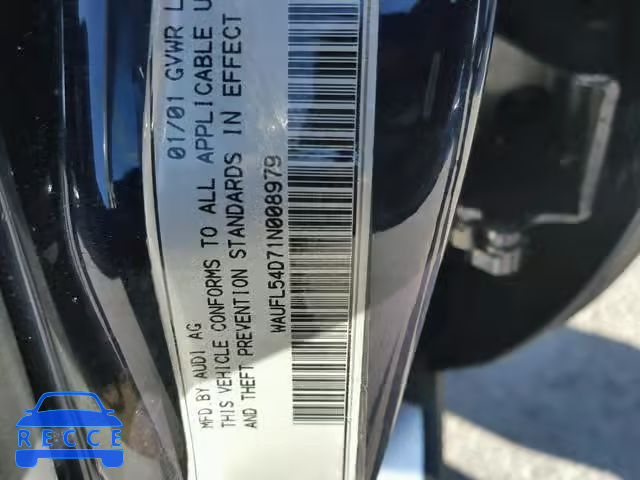 MFD BY AUDI AG 01/01 GVWR
THIS VEHICLE CONFORMS TO ALL APPLICABLE
AND THEFT PREVENTION STANDARDS IN EFFECT
WAUFL54D71N008979
RECCE